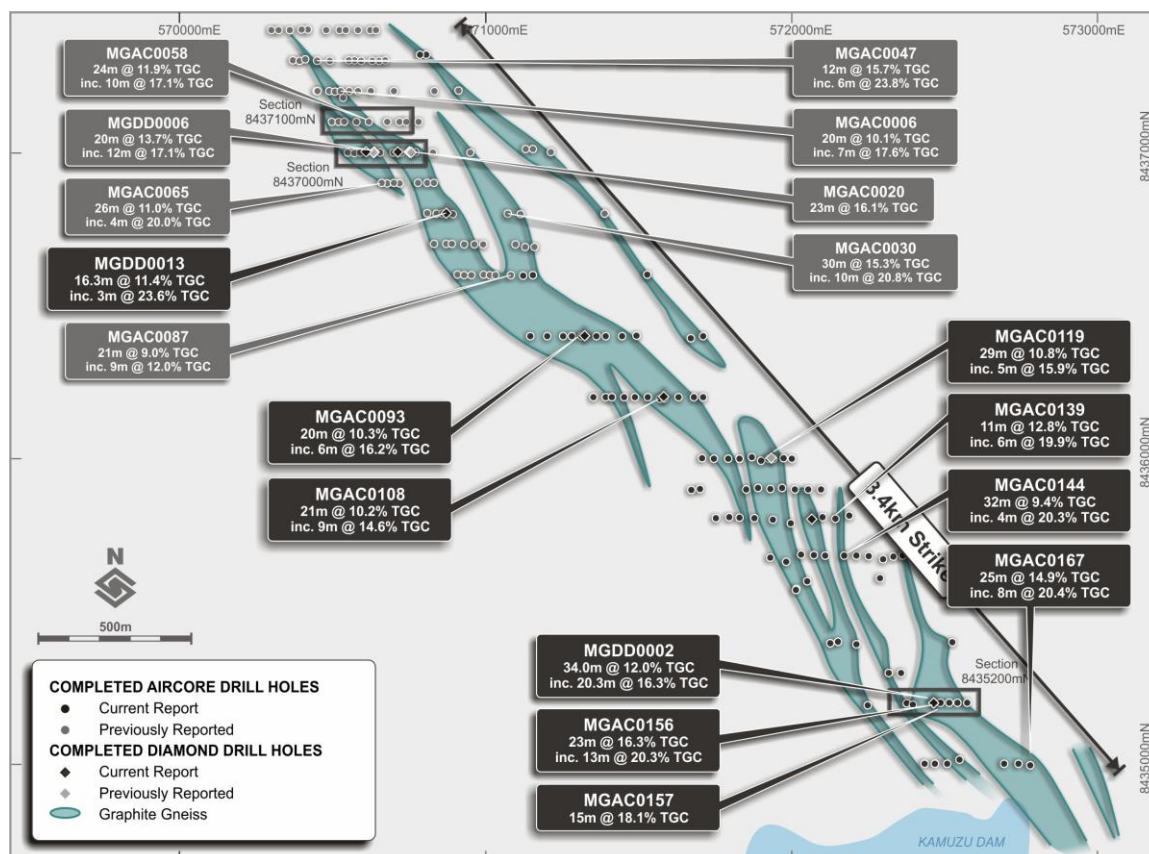 570000mE
571000mE
572000mE
573000mE
MGAC0058
24m @ 11.9% TGC
inc. 10m @ 17.1% TGC
MGAC0047
12m @ 15.7% TGC
inc. 6m @ 23.8% TGC
Section
8437100mN
MGDD0006
20m @ 13.7% TGC
inc. 12m @ 17.1% TGC
MGAC0006
20m @ 10.1% TGC
inc. 7m @ 17.6% TGC
8437000mN
Section
8437000mN
MGAC0065
26m @ 11.0% TGC
inc. 4m @ 20.0% TGC
MGAC0020
23m @ 16.1% TGC
MGDD0013
16.3m @ 11.4% TGC
inc. 3m @ 23.6% TGC
MGAC0030
30m @ 15.3% TGC
inc. 10m @ 20.8% TGC
MGAC0087
21m @ 9.0% TGC
inc. 9m @ 12.0% TGC
MGAC0119
29m @ 10.8% TGC
inc. 5m @ 15.9% TGC
MGAC0093
20m @ 10.3% TGC
inc. 6m @ 16.2% TGC
MGAC0139
11m @ 12.8% TGC
inc. 6m @ 19.9% TGC
8436000mN
MGAC0108
21m @ 10.2% TGC
inc. 9m @ 14.6% TGC
MGAC0144
32m @ 9.4% TGC
inc. 4m @ 20.3% TGC
3.4km Strike
MGAC0167
25m @ 14.9% TGC
inc. 8m @ 20.4% TGC
N
500m
MGDD0002
34.0m @ 12.0% TGC
inc. 20.3m @ 16.3% TGC
Section
8435200mN
MGAC0156
23m @ 16.3% TGC
inc. 13m @ 20.3% TGC
MGAC0157
15m @ 18.1% TGC
8435000mN
COMPLETED AIRCORE DRILL HOLES
Current Report
Previously Reported
COMPLETED DIAMOND DRILL HOLES
Current Report
Previously Reported
Graphite Gneiss
KAMUZU DAM